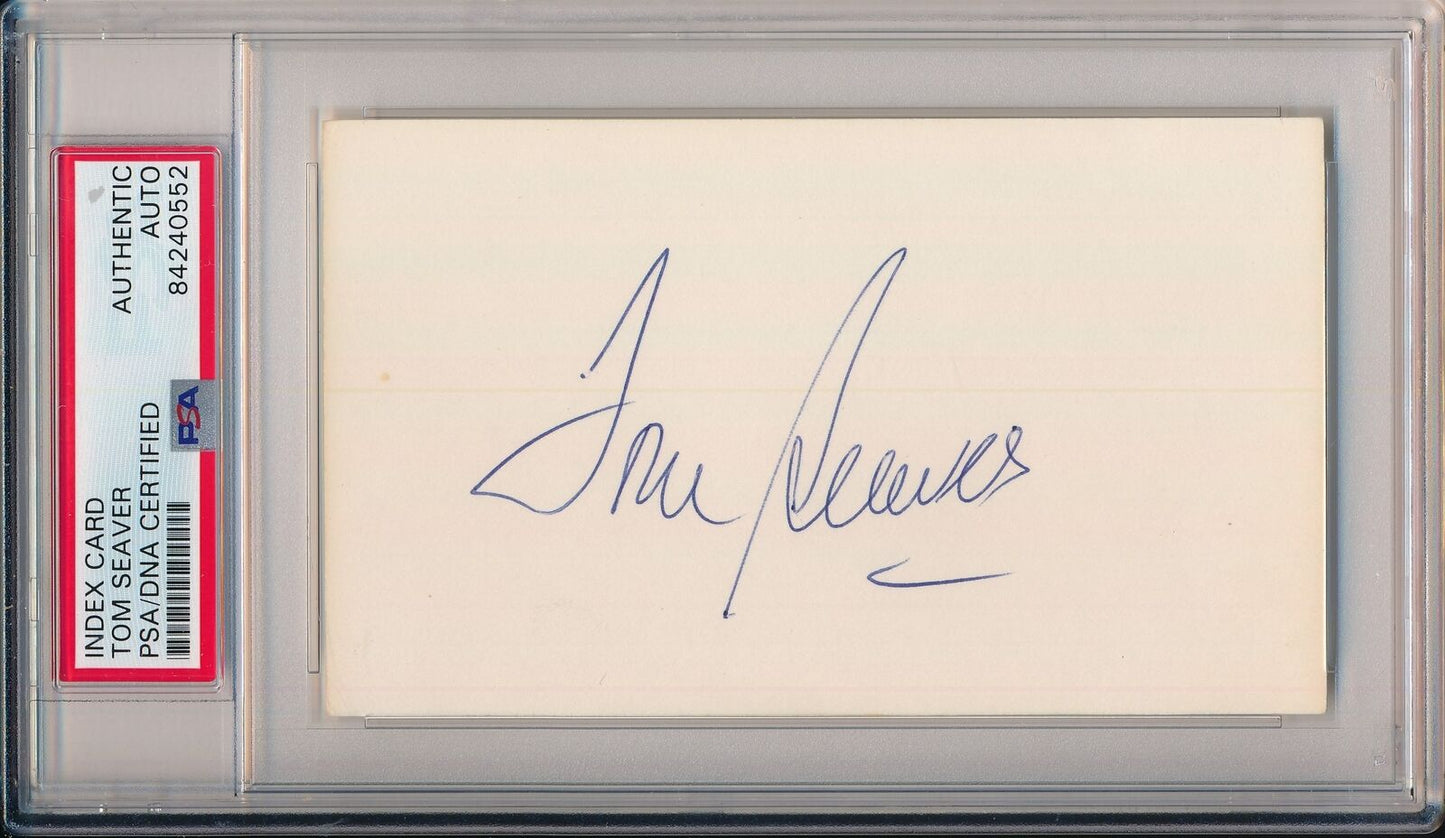 INDEX CARD AUTHENTIC
TOM SEAVER AUTO
PSA/DNA CERTIFIED 84240552
PSA
Tom Seaver